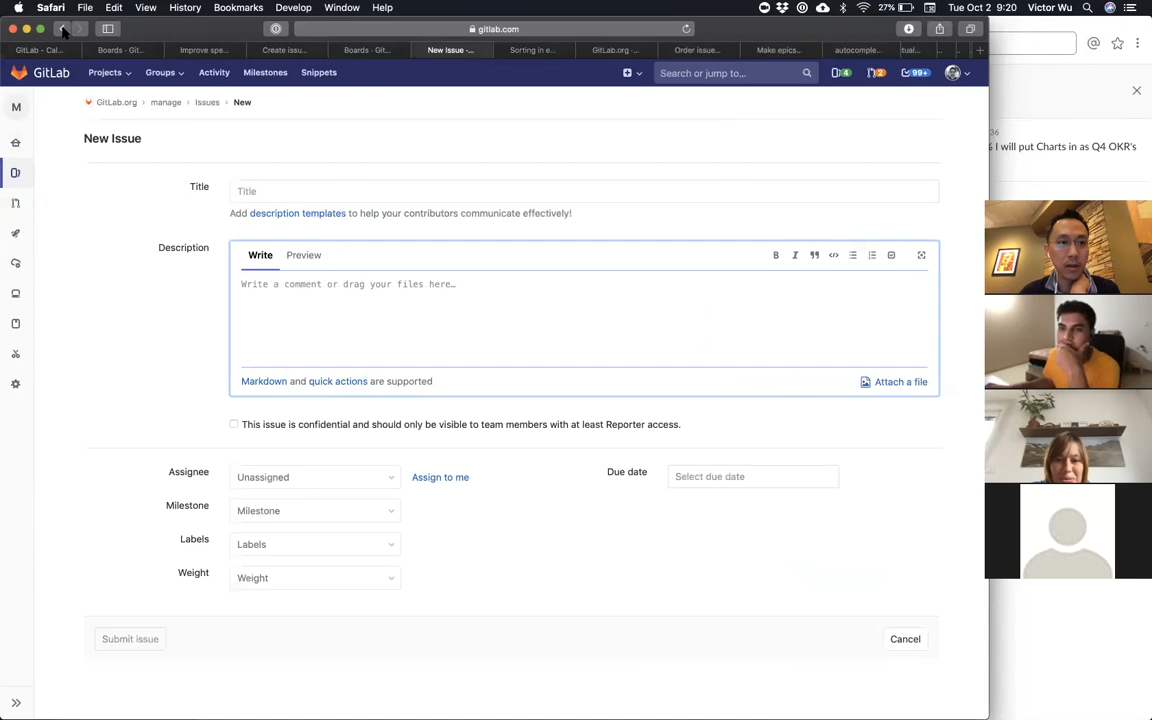 Safari File Edit View History Bookmarks Develop Window Help 27% Tue Oct 2 9:20 Victor Wu
gitlab.com
GitLab - Cal... Boards · Git... Improve spe... Create issu... Boards · Git... New Issue ·... Sorting in e... GitLab.org ·... Order issue... Make epics... autocomple...
GitLab Projects Groups Activity Milestones Snippets Search or jump to... 4 2 99+
M
GitLab.org › manage › Issues › New
New Issue
36
I will put Charts in as Q4 OKR's
Title Title
Add description templates to help your contributors communicate effectively!
Description Write Preview
Write a comment or drag your files here…
Markdown and quick actions are supported Attach a file
This issue is confidential and should only be visible to team members with at least Reporter access.
Assignee Unassigned Assign to me Due date Select due date
Milestone Milestone
Labels Labels
Weight Weight
Submit issue Cancel